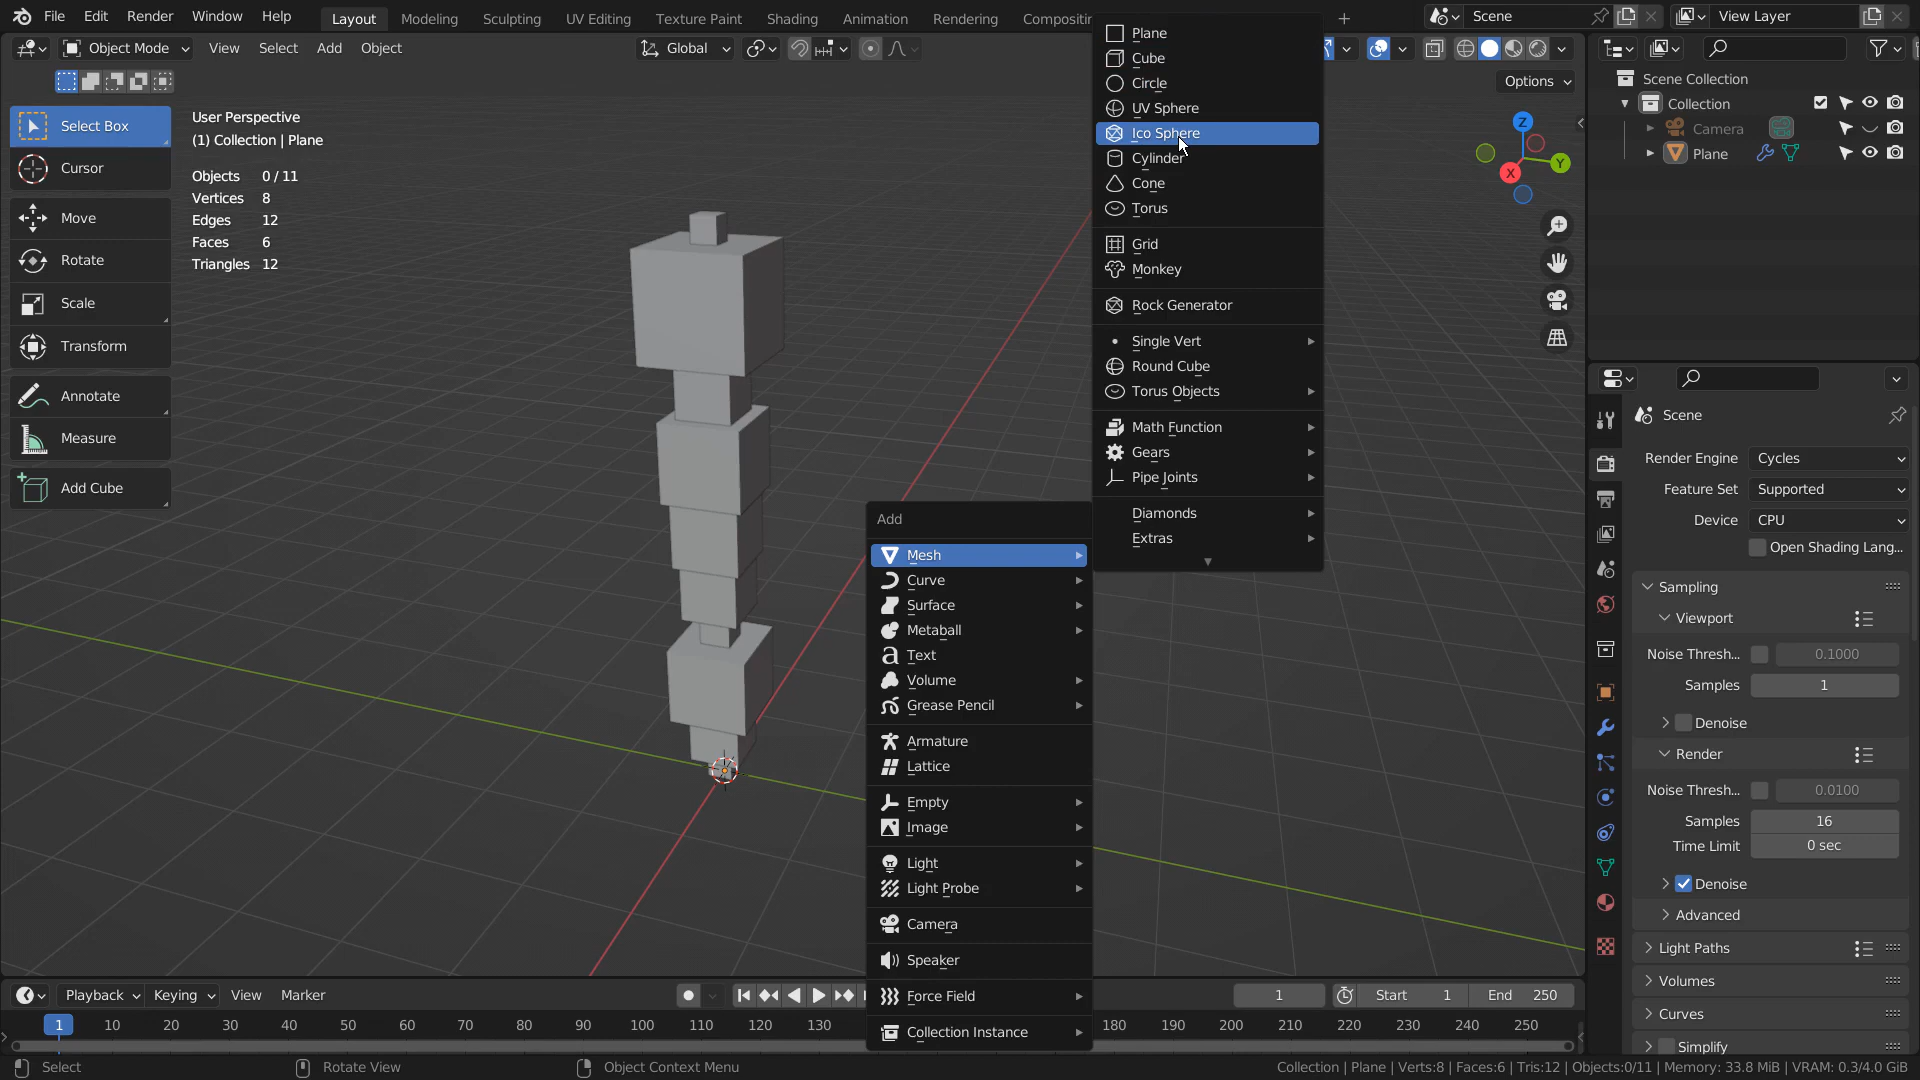 File Edit Render Window Help Layout Modeling Sculpting UV Editing Texture Paint Shading Animation Rendering Scene View Layer
Object Mode View Select Add Object Global
Options
Select Box
Cursor
Move
Rotate
Scale
Transform
Annotate
Measure
Add Cube
User Perspective
(1) Collection | Plane
Objects 0 / 11
Vertices 8
Edges 12
Faces 6
Triangles 12
Z
Y
X
Add
Mesh
Curve
Surface
Metaball
Text
Volume
Grease Pencil
Armature
Lattice
Empty
Image
Light
Light Probe
Camera
Speaker
Force Field
Collection Instance
Plane
Cube
Circle
UV Sphere
Ico Sphere
Cylinder
Cone
Torus
Grid
Monkey
Rock Generator
Single Vert
Round Cube
Torus Objects
Math Function
Gears
Pipe Joints
Diamonds
Extras
Scene Collection
Collection
Camera
Plane
Scene
Render Engine Cycles
Feature Set Supported
Device CPU
Open Shading Lang...
Sampling
Viewport
Noise Thresh... 0.1000
Samples 1
Denoise
Render
Noise Thresh... 0.0100
Samples 16
Time Limit 0 sec
Denoise
Advanced
Light Paths
Volumes
Curves
Simplify
Playback Keying View Marker 1 Start 1 End 250
1 10 20 30 40 50 60 70 80 90 100 110 120 130 180 190 200 210 220 230 240 250
Select Rotate View Object Context Menu Collection | Plane | Verts:8 | Faces:6 | Tris:12 | Objects:0/11 | Memory: 33.8 MiB | VRAM: 0.3/4.0 GiB